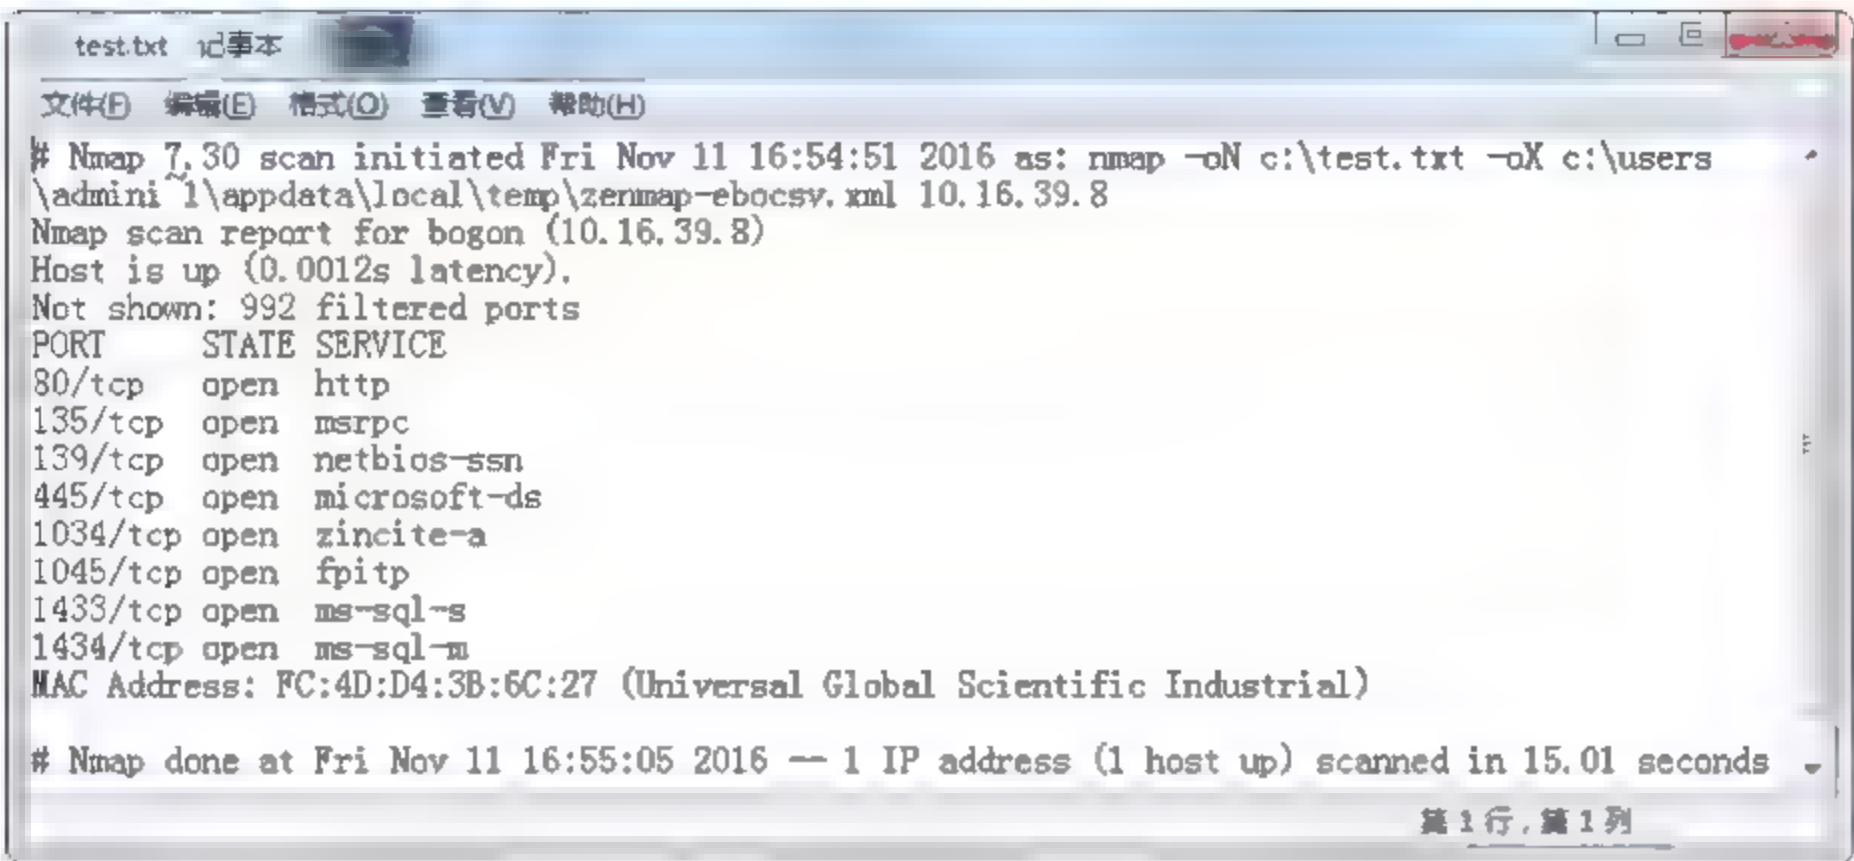 test.txt 记事本
文件(F) 编辑(E) 格式(O) 查看(V) 帮助(H)
# Nmap 7.30 scan initiated Fri Nov 11 16:54:51 2016 as: nmap -oN c:\test.txt -oX c:\users
\admini~1\appdata\local\temp\zenmap-ebocsv.xml 10.16.39.8
Nmap scan report for bogon (10.16.39.8)
Host is up (0.0012s latency).
Not shown: 992 filtered ports
PORT STATE SERVICE
80/tcp open http
135/tcp open msrpc
139/tcp open netbios-ssn
445/tcp open microsoft-ds
1034/tcp open zincite-a
1045/tcp open fpitp
1433/tcp open ms-sql-s
1434/tcp open ms-sql-m
MAC Address: FC:4D:D4:3B:6C:27 (Universal Global Scientific Industrial)
# Nmap done at Fri Nov 11 16:55:05 2016 -- 1 IP address (1 host up) scanned in 15.01 seconds
第 1 行, 第 1 列